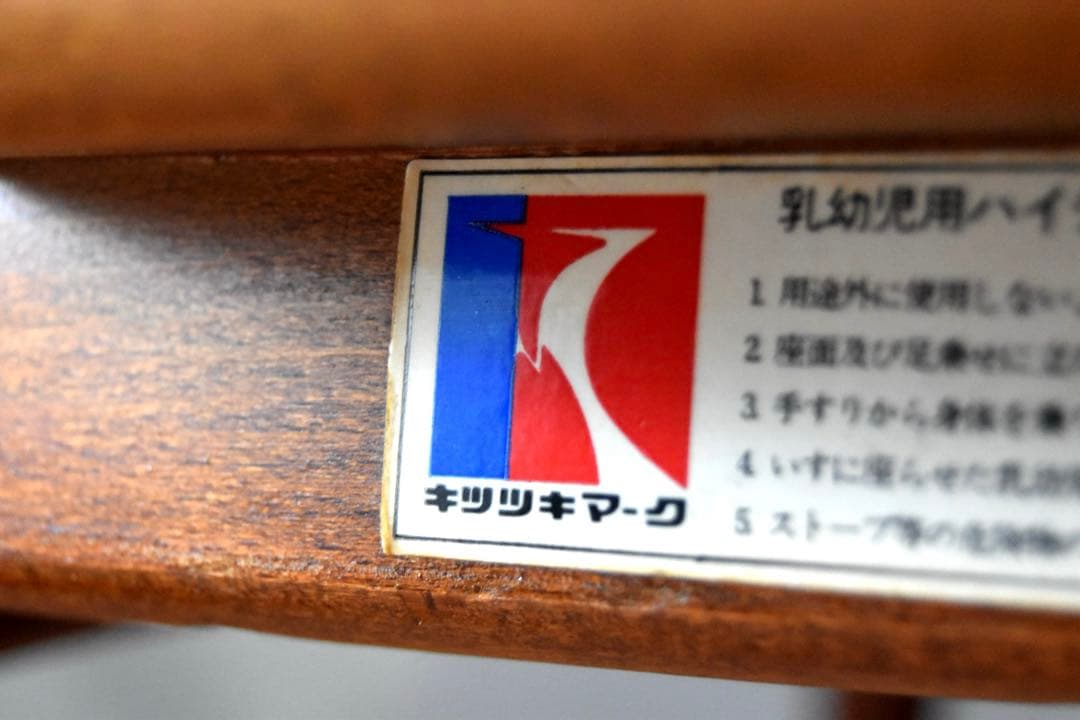 乳幼児用ハイ
1 用途外に使用しない
2 座面及び足乗せに
3 手すりから身体を乗
4 いすに座らせた乳幼
5 ストーブ等の危険物
キツツキマーク